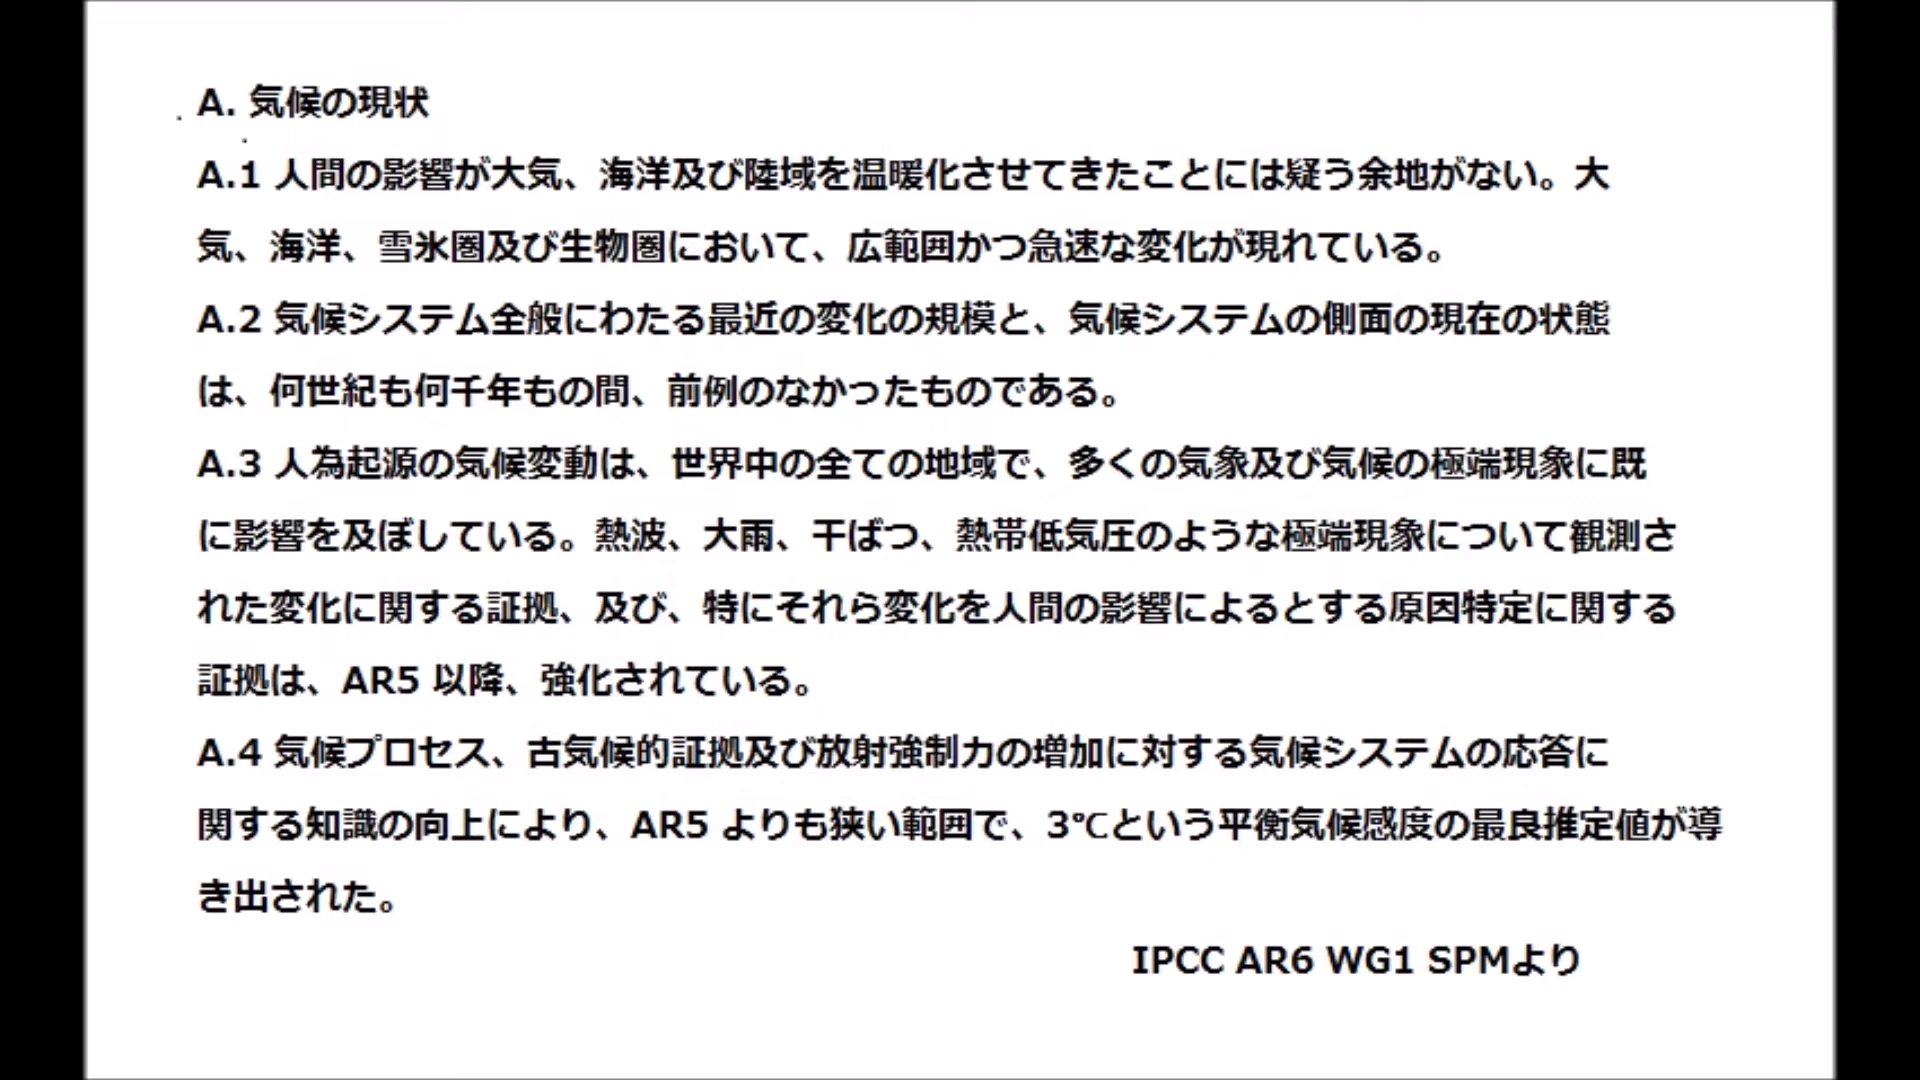 A. 気候の現状
A.1 人間の影響が大気、海洋及び陸域を温暖化させてきたことには疑う余地がない。大
気、海洋、雪氷圏及び生物圏において、広範囲かつ急速な変化が現れている。
A.2 気候システム全般にわたる最近の変化の規模と、気候システムの側面の現在の状態
は、何世紀も何千年もの間、前例のなかったものである。
A.3 人為起源の気候変動は、世界中の全ての地域で、多くの気象及び気候の極端現象に既
に影響を及ぼしている。熱波、大雨、干ばつ、熱帯低気圧のような極端現象について観測さ
れた変化に関する証拠、及び、特にそれら変化を人間の影響によるとする原因特定に関する
証拠は、AR5 以降、強化されている。
A.4 気候プロセス、古気候的証拠及び放射強制力の増加に対する気候システムの応答に
関する知識の向上により、AR5 よりも狭い範囲で、3℃という平衡気候感度の最良推定値が導
き出された。
IPCC AR6 WG1 SPMより